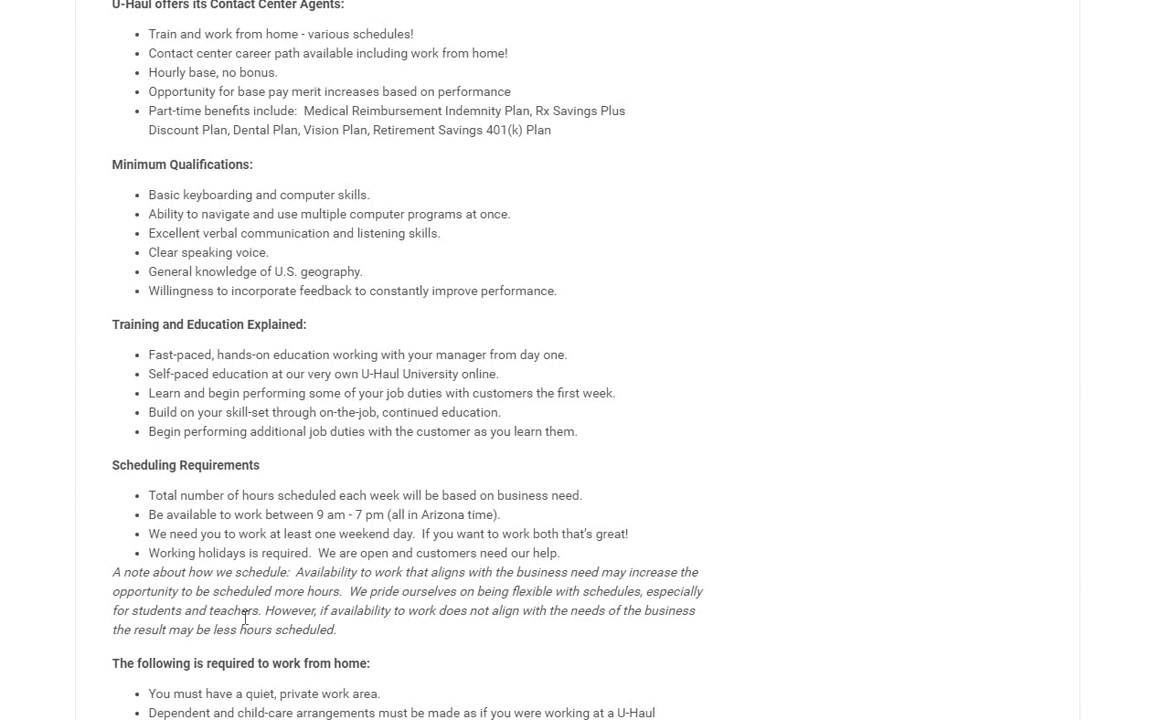 U-Haul offers its Contact Center Agents:
Train and work from home - various schedules!
Contact center career path available including work from home!
Hourly base, no bonus.
Opportunity for base pay merit increases based on performance
Part-time benefits include:  Medical Reimbursement Indemnity Plan, Rx Savings Plus
Discount Plan, Dental Plan, Vision Plan, Retirement Savings 401(k) Plan
Minimum Qualifications:
Basic keyboarding and computer skills.
Ability to navigate and use multiple computer programs at once.
Excellent verbal communication and listening skills.
Clear speaking voice.
General knowledge of U.S. geography.
Willingness to incorporate feedback to constantly improve performance.
Training and Education Explained:
Fast-paced, hands-on education working with your manager from day one.
Self-paced education at our very own U-Haul University online.
Learn and begin performing some of your job duties with customers the first week.
Build on your skill-set through on-the-job, continued education.
Begin performing additional job duties with the customer as you learn them.
Scheduling Requirements
Total number of hours scheduled each week will be based on business need.
Be available to work between 9 am - 7 pm (all in Arizona time).
We need you to work at least one weekend day.  If you want to work both that's great!
Working holidays is required.  We are open and customers need our help.
A note about how we schedule:  Availability to work that aligns with the business need may increase the
opportunity to be scheduled more hours.  We pride ourselves on being flexible with schedules, especially
for students and teachers. However, if availability to work does not align with the needs of the business
the result may be less hours scheduled.
The following is required to work from home:
You must have a quiet, private work area.
Dependent and child-care arrangements must be made as if you were working at a U-Haul